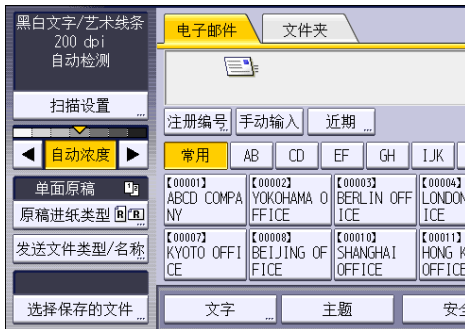 黑白文字/艺术线条
200 dpi
自动检测
扫描设置
自动浓度
单面原稿
原稿进纸类型
发送文件类型/名称
选择保存的文件
电子邮件 文件夹
注册编号 手动输入 近期
常用 AB CD EF GH IJK
【00001】 【00002】 【00003】 【00004】
ABCD COMPA YOKOHAMA O BERLIN OFF LONDON
NY FFICE ICE ICE
【00007】 【00008】 【00010】 【00011】
KYOTO OFFI BEIJING OF SHANGHAI HONG K
CE FICE OFFICE OFFICE
文字 主题